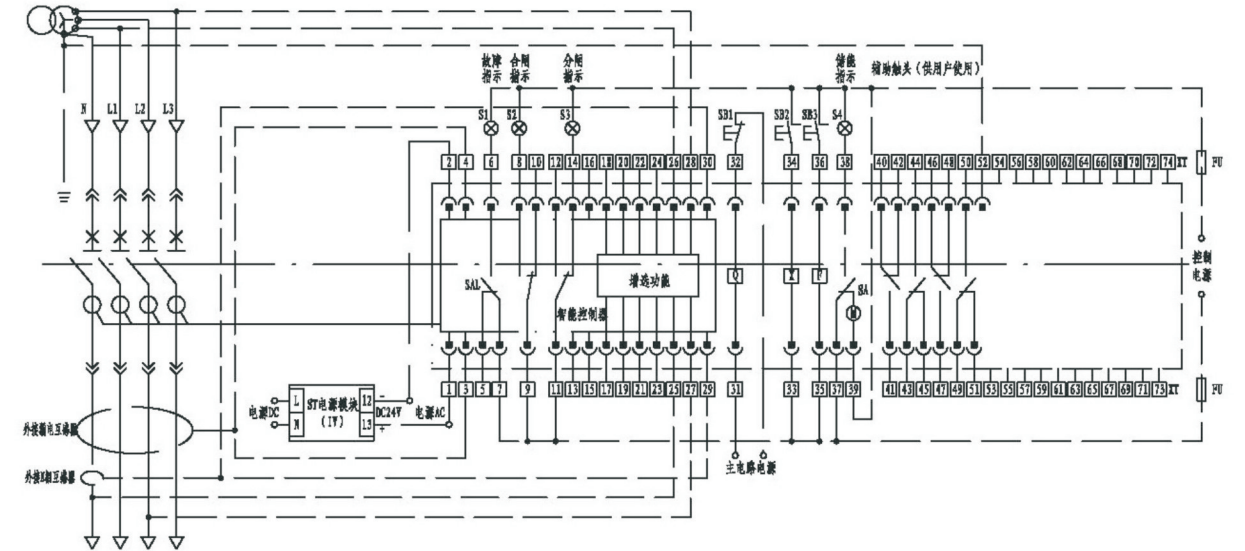 故障 合闸 分闸 储能
指示 指示 指示 指示
辅助触头(供用户使用)
N L1 L2 L3
S1 S2 S3 SB1 SB2 SB3 S4
2 4 6 8 10 12 14 16 18 20 22 24 26 28 30 32 34 36 38 40 42 44 46 48 50 52 54 56 58 60 62 64 66 68 70 72 74 XT
FU
控制
电源
Q X F
SAL
增选功能
SA
智能控制器
M
1 3 5 7 9 11 13 15 17 19 21 23 25 27 29 31 33 35 37 39 41 43 45 47 49 51 53 55 57 59 61 63 65 67 69 71 73 XT
FU
电源DC
L
N
ST电源模块
(IV)
12 -
13 +
DC24V
电源AC
外接漏电互感器
主电路电源
外接N相互感器